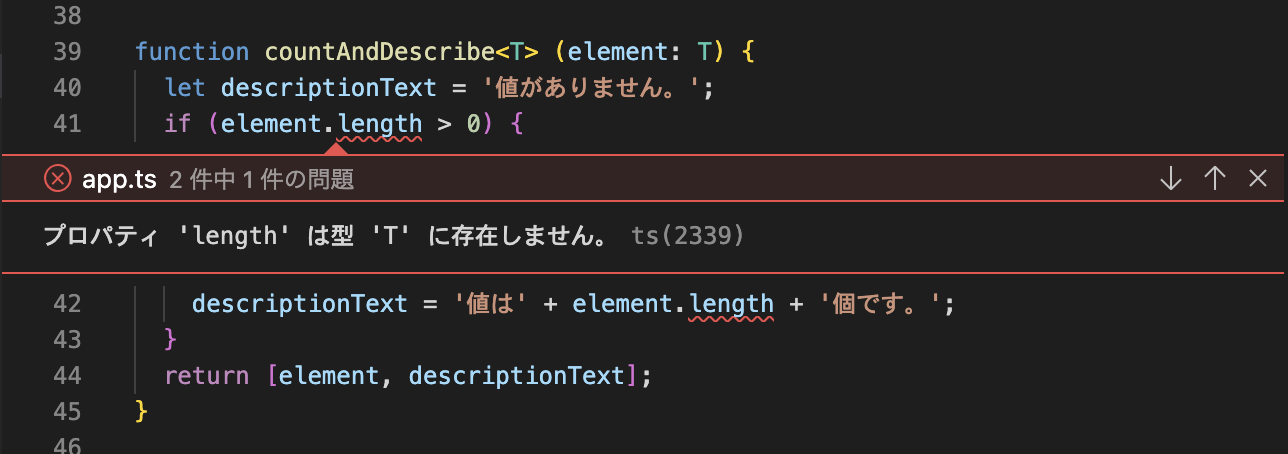 38
39 function countAndDescribe<T> (element: T) {
40 let descriptionText = '値がありません。';
41 if (element.length > 0) {
app.ts 2 件中 1 件の問題
プロパティ 'length' は型 'T' に存在しません。 ts(2339)
42 descriptionText = '値は' + element.length + '個です。';
43 }
44 return [element, descriptionText];
45 }
46